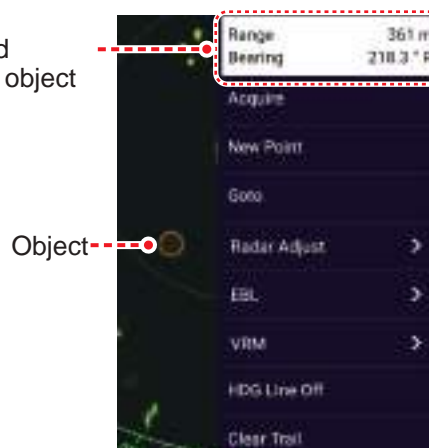 d
object
Object
Range 361 m
Bearing 218.3 °
Acquire
New Point
Goto
Radar Adjust
EBL
VRM
HDG Line Off
Clear Trail